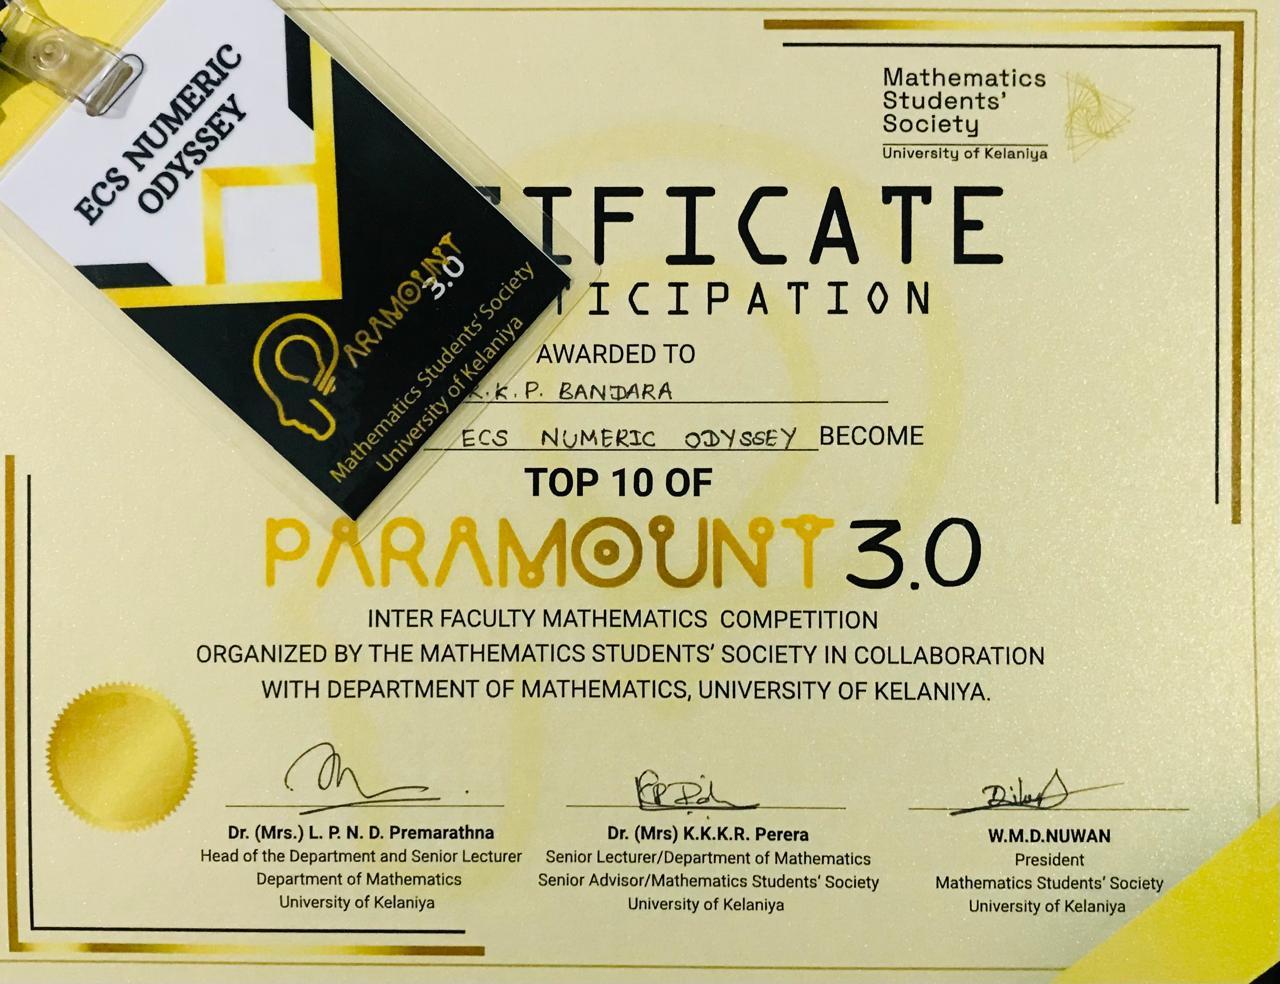 ECS NUMERIC
ODYSSEY
PARAMOUNT
3.0
Mathematics Students' Society
University of Kelaniya
Mathematics
Students'
Society
University of Kelaniya
IFICATE
TICIPATION
AWARDED TO
R.K.P. BANDARA
ECS NUMERIC ODYSSEY BECOME
TOP 10 OF
PARAMOUNT 3.0
INTER FACULTY MATHEMATICS COMPETITION
ORGANIZED BY THE MATHEMATICS STUDENTS' SOCIETY IN COLLABORATION
WITH DEPARTMENT OF MATHEMATICS, UNIVERSITY OF KELANIYA.
Dr. (Mrs.) L. P. N. D. Premarathna
Head of the Department and Senior Lecturer
Department of Mathematics
University of Kelaniya
Dr. (Mrs) K.K.K.R. Perera
Senior Lecturer/Department of Mathematics
Senior Advisor/Mathematics Students' Society
University of Kelaniya
W.M.D.NUWAN
President
Mathematics Students' Society
University of Kelaniya